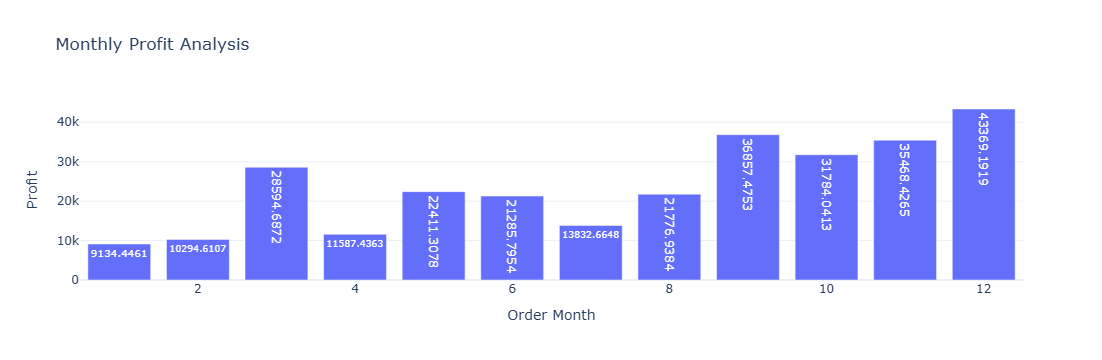 Monthly Profit Analysis
Profit
40k
30k
20k
10k
0
9134.4461
10294.6107
28594.6872
11587.4363
22411.3078
21285.7954
13832.6648
21776.9384
36857.4753
31784.0413
35468.4265
43369.1919
2 4 6 8 10 12
Order Month